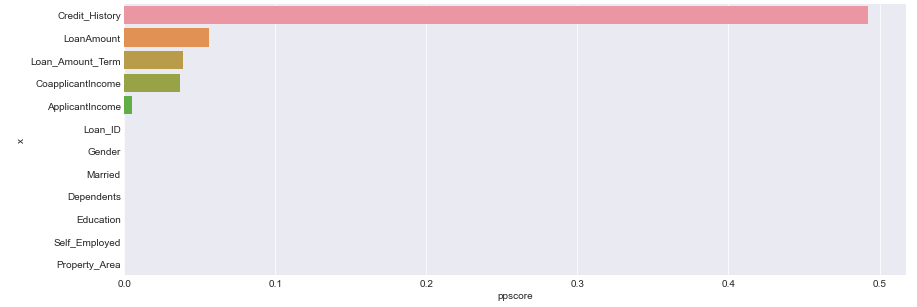 Credit_History
LoanAmount
Loan_Amount_Term
CoapplicantIncome
ApplicantIncome
Loan_ID
Gender
Married
Dependents
Education
Self_Employed
Property_Area
x
0.0 0.1 0.2 0.3 0.4 0.5
ppscore